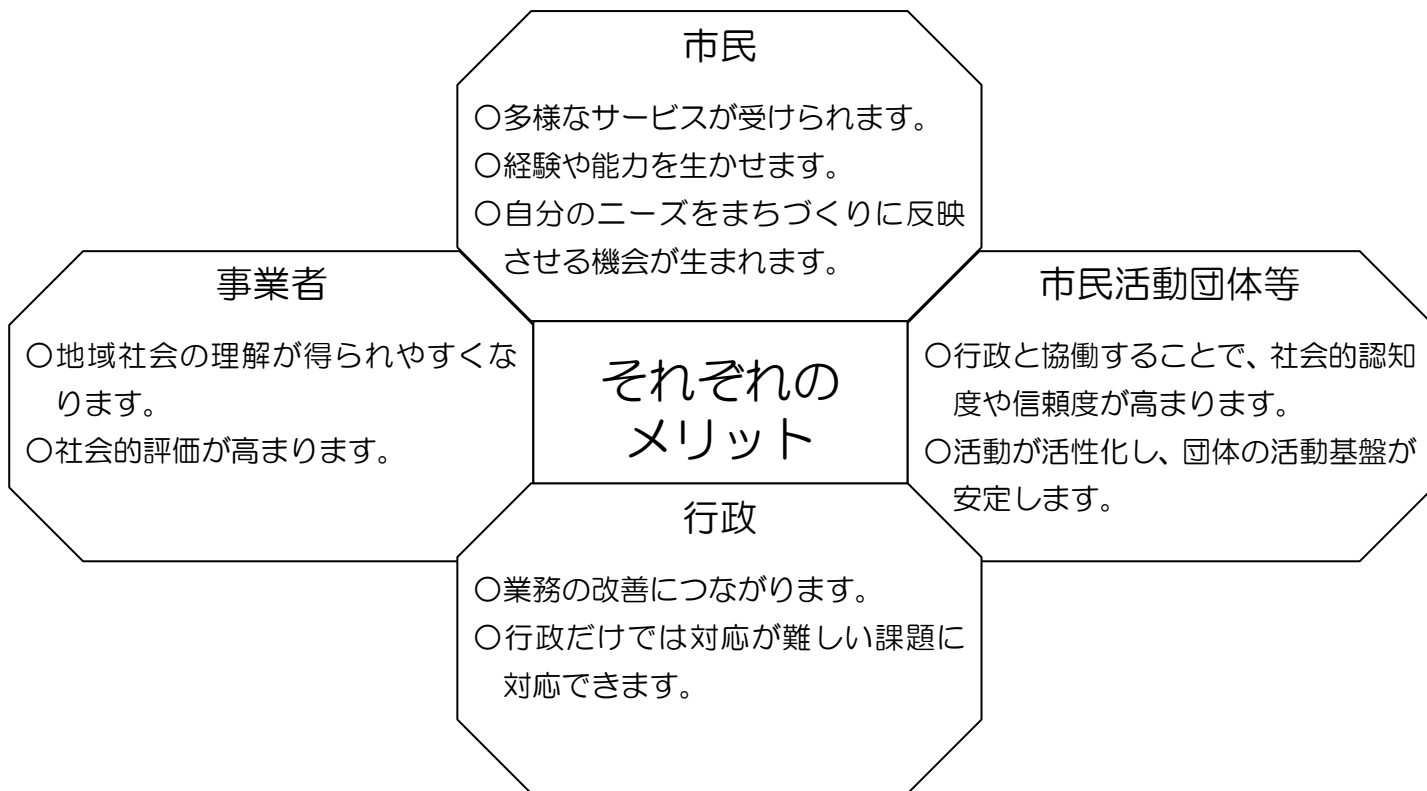 市民
〇多様なサービスが受けられます。
〇経験や能力を生かせます。
〇自分のニーズをまちづくりに反映
させる機会が生まれます。
事業者
〇地域社会の理解が得られやすくな
ります。
〇社会的評価が高まります。
それぞれの
メリット
市民活動団体等
〇行政と協働することで、社会的認知
度や信頼度が高まります。
〇活動が活性化し、団体の活動基盤が
安定します。
行政
〇業務の改善につながります。
〇行政だけでは対応が難しい課題に
対応できます。